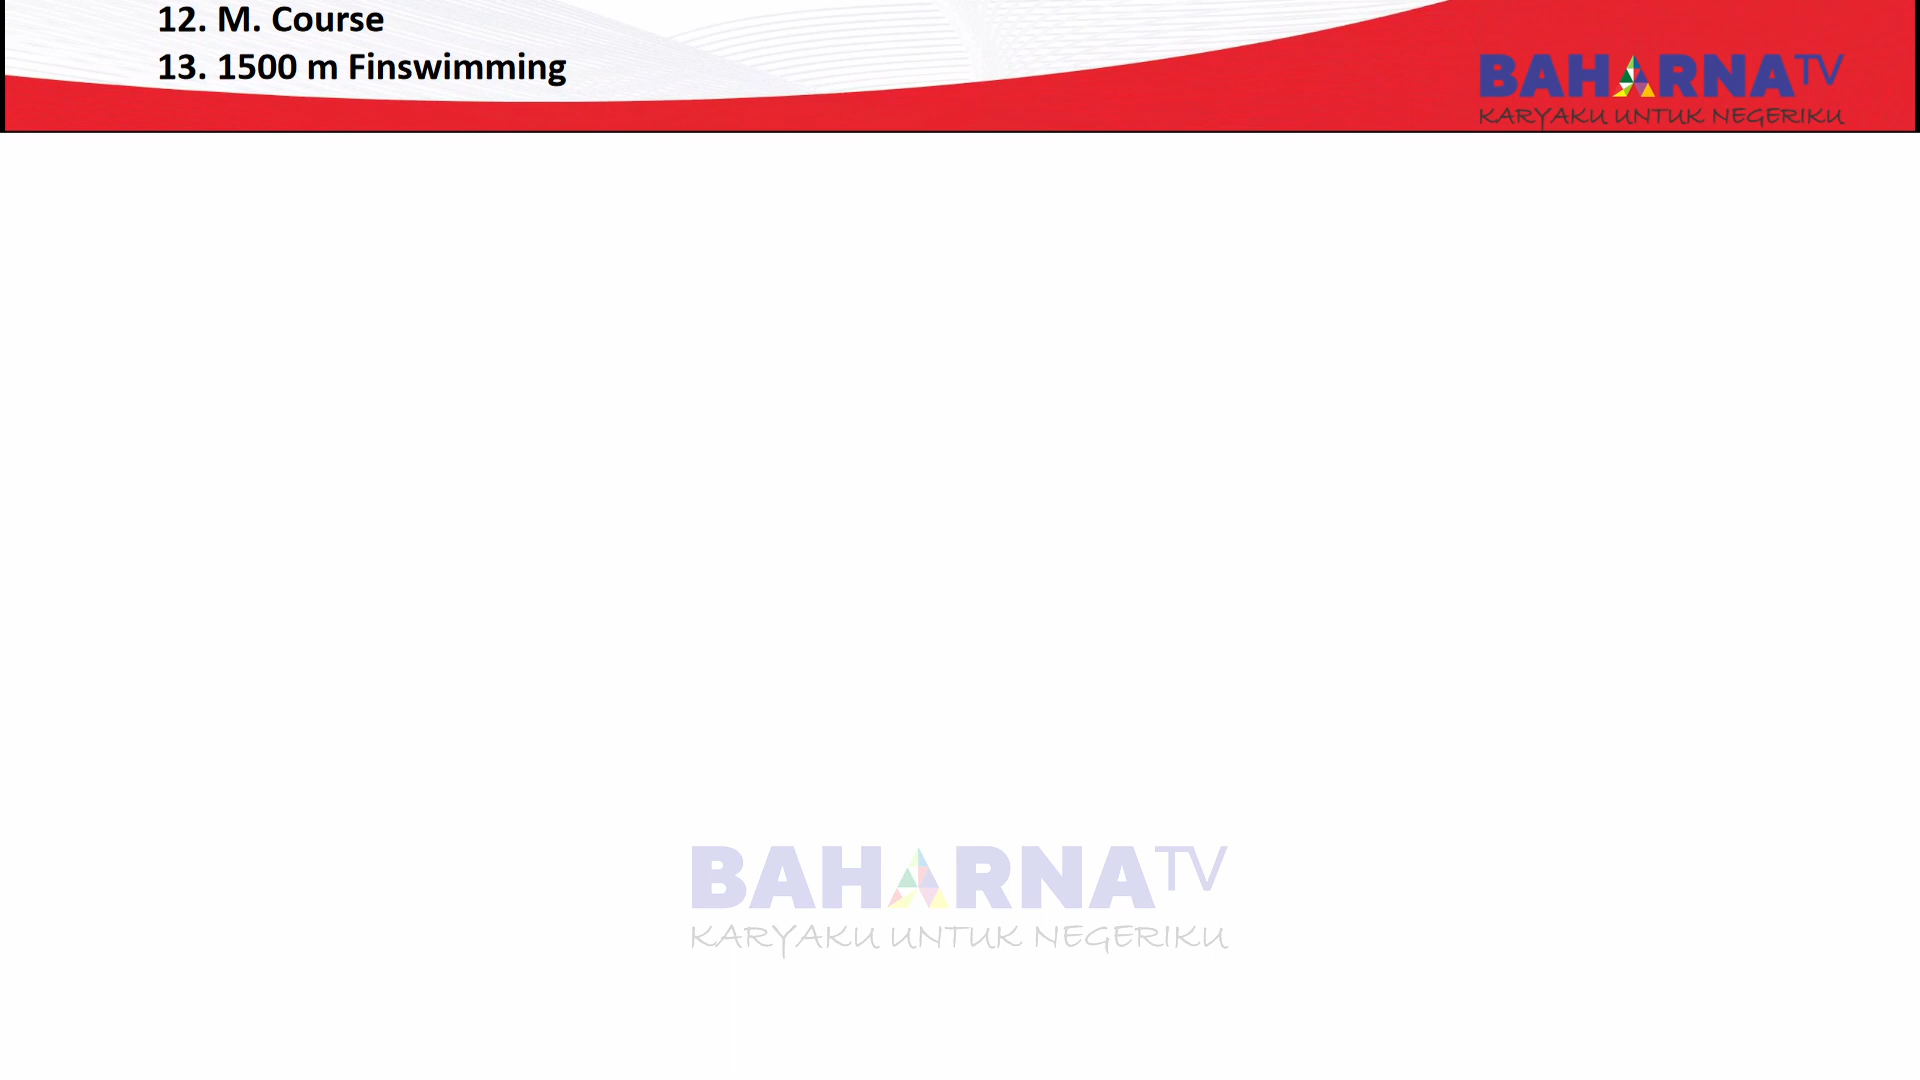 12. M. Course
13. 1500 m Finswimming
BAHARNATV
KARYAKU UNTUK NEGERIKU
BAHARNATV
KARYAKU UNTUK NEGERIKU